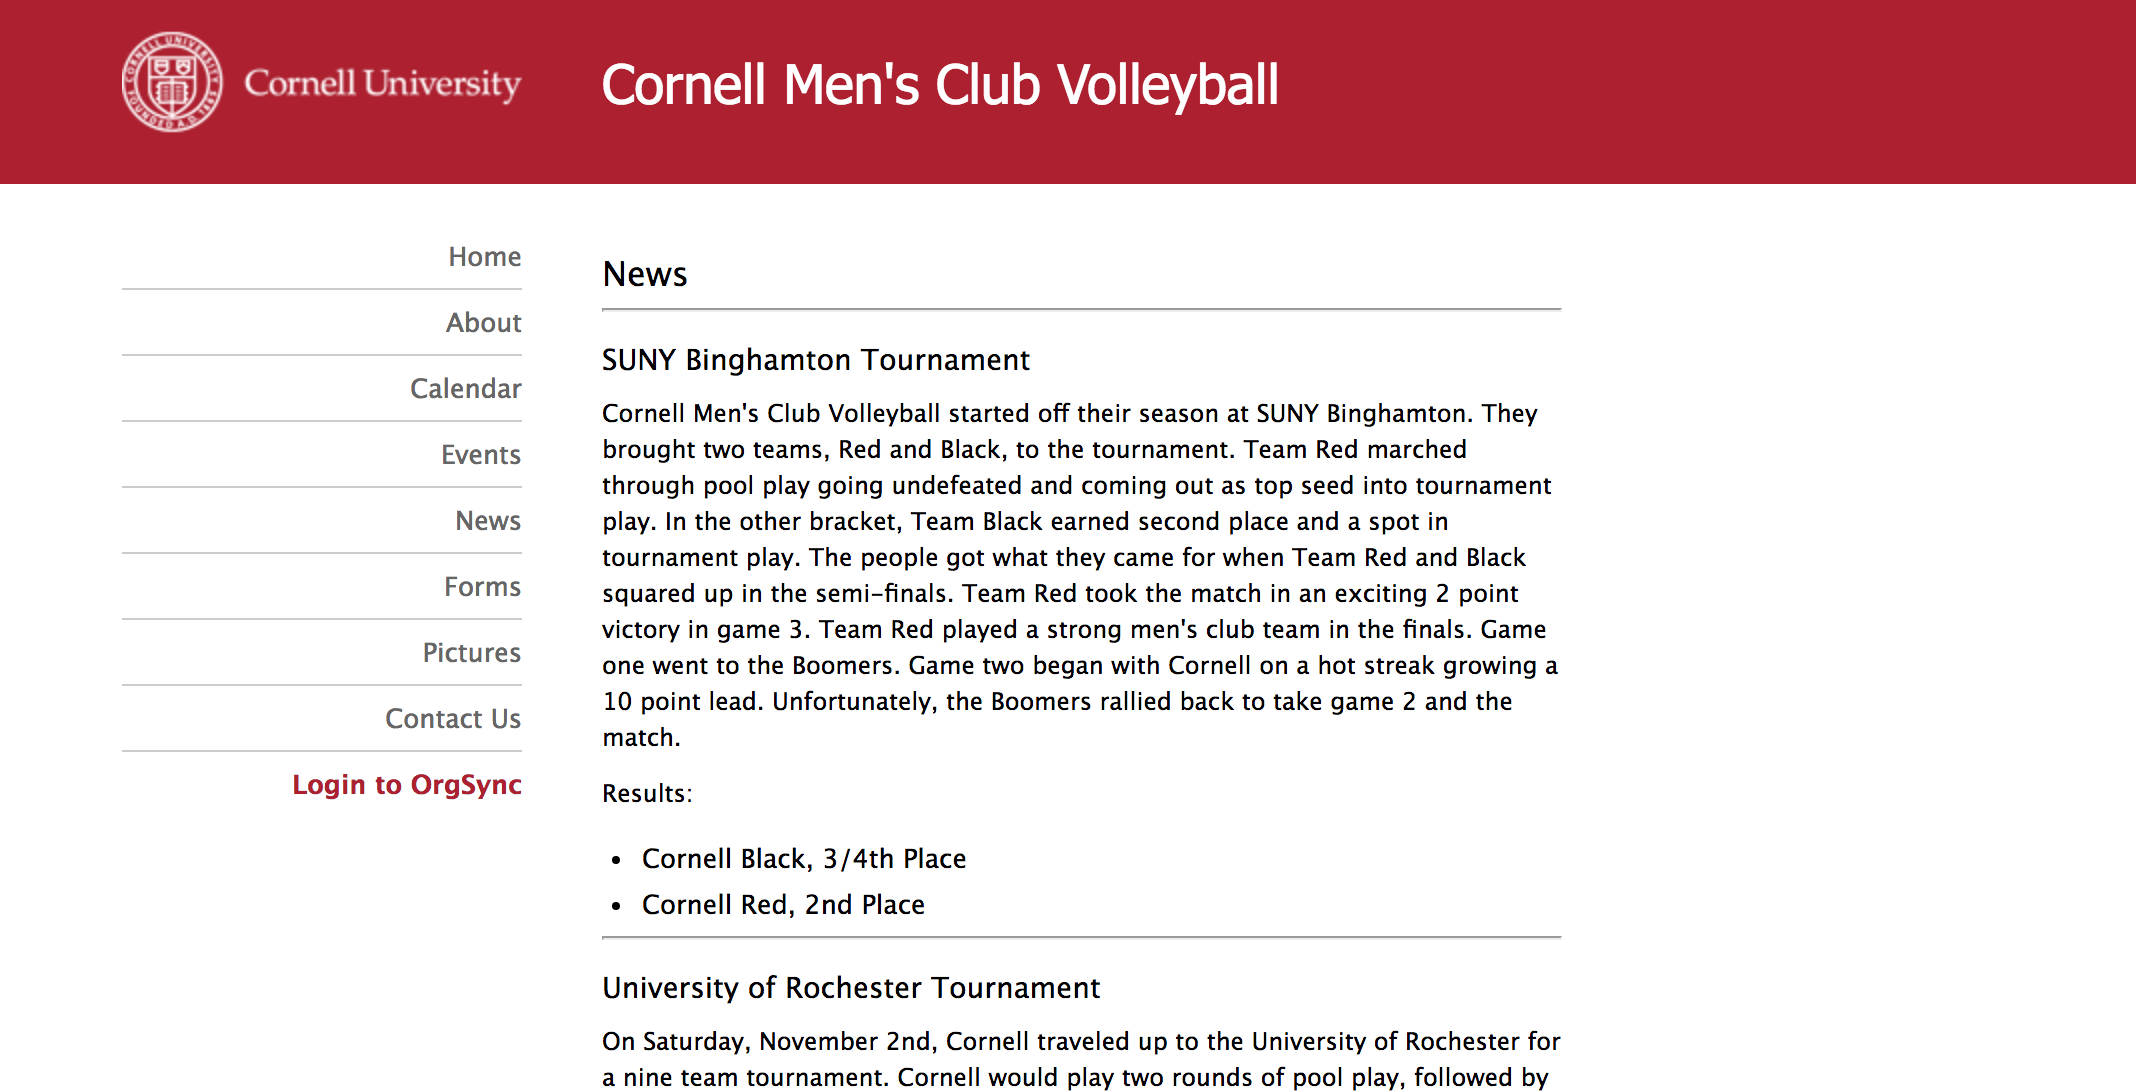 CORNELL UNIVERSITY
FOUNDED A.D. 1865
Cornell University
Cornell Men's Club Volleyball
Home
About
Calendar
Events
News
Forms
Pictures
Contact Us
Login to OrgSync
News
SUNY Binghamton Tournament
Cornell Men's Club Volleyball started off their season at SUNY Binghamton. They
brought two teams, Red and Black, to the tournament. Team Red marched
through pool play going undefeated and coming out as top seed into tournament
play. In the other bracket, Team Black earned second place and a spot in
tournament play. The people got what they came for when Team Red and Black
squared up in the semi-finals. Team Red took the match in an exciting 2 point
victory in game 3. Team Red played a strong men's club team in the finals. Game
one went to the Boomers. Game two began with Cornell on a hot streak growing a
10 point lead. Unfortunately, the Boomers rallied back to take game 2 and the
match.
Results:
• Cornell Black, 3/4th Place
• Cornell Red, 2nd Place
University of Rochester Tournament
On Saturday, November 2nd, Cornell traveled up to the University of Rochester for
a nine team tournament. Cornell would play two rounds of pool play, followed by